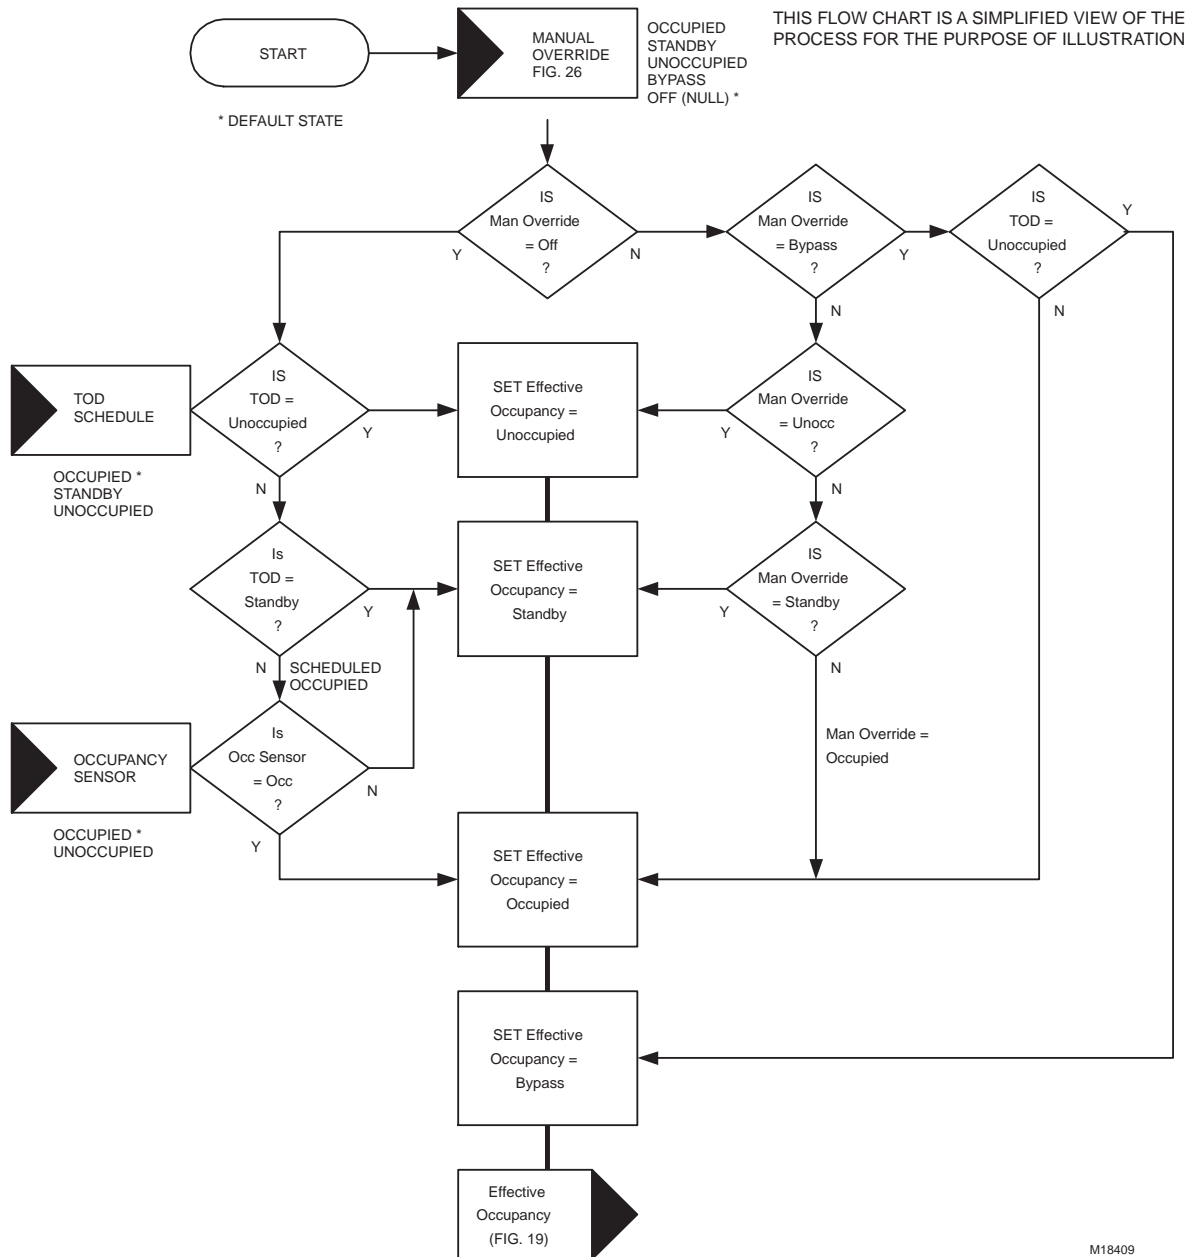 THIS FLOW CHART IS A SIMPLIFIED VIEW OF THE
PROCESS FOR THE PURPOSE OF ILLUSTRATION
START
MANUAL
OVERRIDE
FIG. 26
OCCUPIED
STANDBY
UNOCCUPIED
BYPASS
OFF (NULL) *
* DEFAULT STATE
IS
Man Override
= Off
?
Y
N
IS
Man Override
= Bypass
?
Y
N
IS
TOD =
Unoccupied
?
Y
N
TOD
SCHEDULE
OCCUPIED *
STANDBY
UNOCCUPIED
IS
TOD =
Unoccupied
?
Y
N
SET Effective
Occupancy =
Unoccupied
IS
Man Override
= Unocc
?
Y
N
Is
TOD =
Standby
?
Y
N
SCHEDULED
OCCUPIED
SET Effective
Occupancy =
Standby
IS
Man Override
= Standby
?
Y
N
Man Override =
Occupied
OCCUPANCY
SENSOR
OCCUPIED *
UNOCCUPIED
Is
Occ Sensor
= Occ
?
N
Y
SET Effective
Occupancy =
Occupied
SET Effective
Occupancy =
Bypass
Effective
Occupancy
(FIG. 19)
M18409